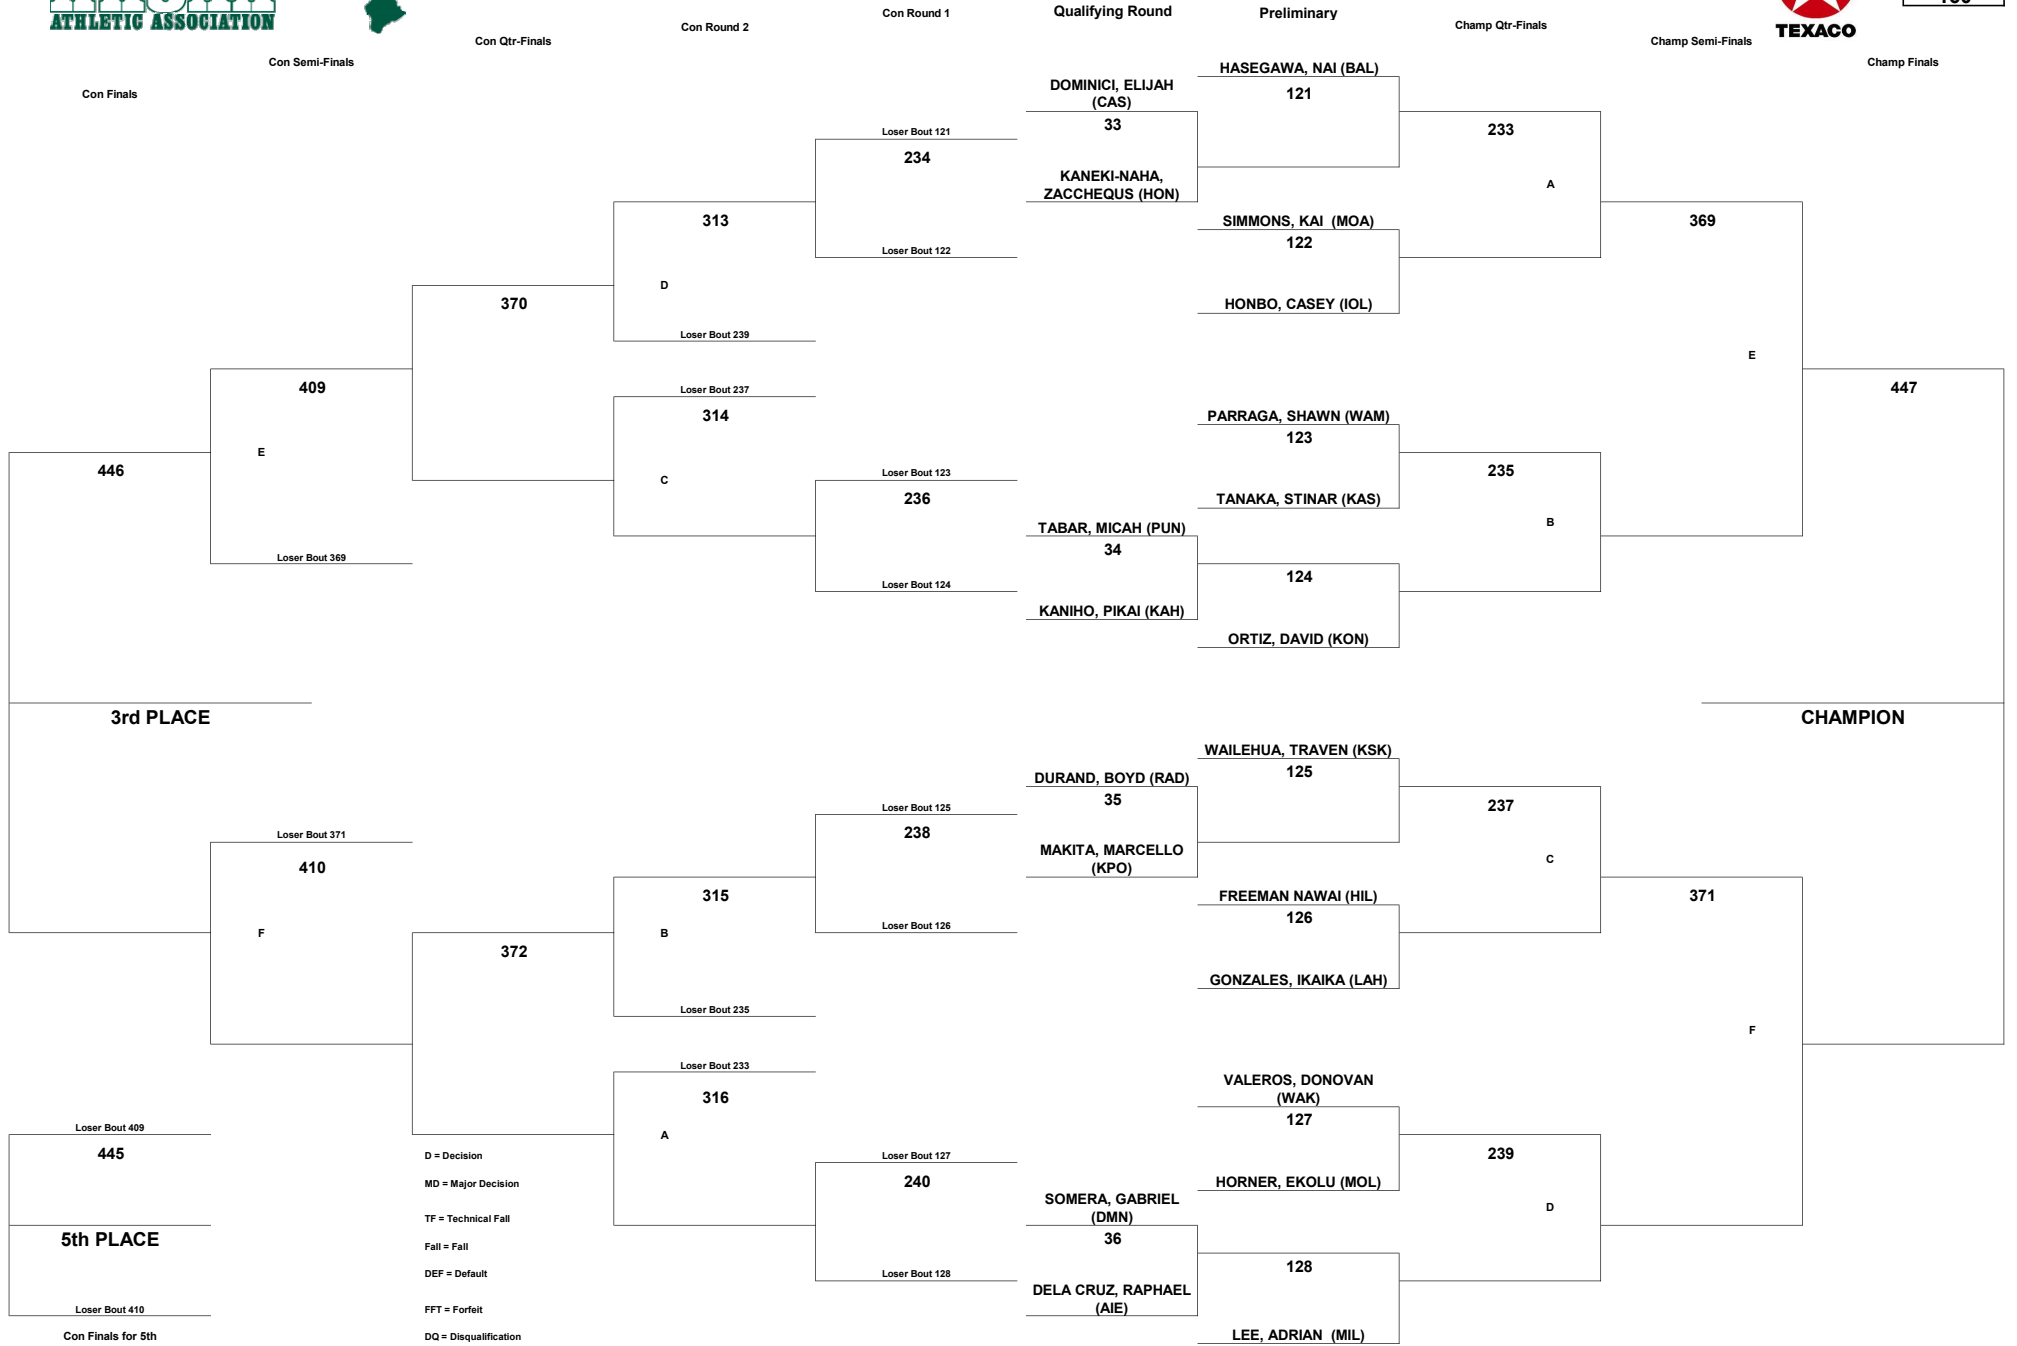 ATHLETIC ASSOCIATION
TEXACO
Con Finals
Con Semi-Finals
Con Qtr-Finals
Con Round 2
Con Round 1
Qualifying Round
Preliminary
Champ Qtr-Finals
Champ Semi-Finals
Champ Finals
HASEGAWA, NAI (BAL)
DOMINICI, ELIJAH
(CAS)
121
33
Loser Bout 121
233
234
KANEKI-NAHA,
ZACCHEQUS (HON)
A
313
SIMMONS, KAI (MOA)
369
122
Loser Bout 122
D
370
HONBO, CASEY (IOL)
Loser Bout 239
E
409
Loser Bout 237
447
314
PARRAGA, SHAWN (WAM)
123
E
446
Loser Bout 123
235
C
236
TANAKA, STINAR (KAS)
TABAR, MICAH (PUN)
B
34
Loser Bout 369
124
Loser Bout 124
KANIHO, PIKAI (KAH)
ORTIZ, DAVID (KON)
3rd PLACE
CHAMPION
WAILEHUA, TRAVEN (KSK)
DURAND, BOYD (RAD)
125
35
Loser Bout 125
237
Loser Bout 371
238
MAKITA, MARCELLO
(KPO)
C
410
315
FREEMAN NAWAI (HIL)
371
126
Loser Bout 126
F
B
372
GONZALES, IKAIKA (LAH)
Loser Bout 235
F
Loser Bout 233
VALEROS, DONOVAN
(WAK)
316
127
Loser Bout 409
A
445
D = Decision
Loser Bout 127
239
MD = Major Decision
240
HORNER, EKOLU (MOL)
SOMERA, GABRIEL
(DMN)
D
TF = Technical Fall
5th PLACE
36
Fall = Fall
128
DEF = Default
Loser Bout 128
DELA CRUZ, RAPHAEL
(AIE)
Loser Bout 410
FFT = Forfeit
Con Finals for 5th
DQ = Disqualification
LEE, ADRIAN (MIL)